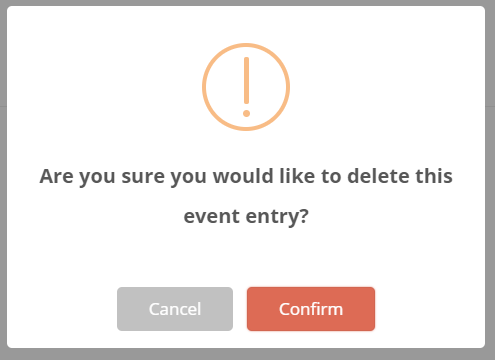 Are you sure you would like to delete this
event entry?
Cancel
Confirm